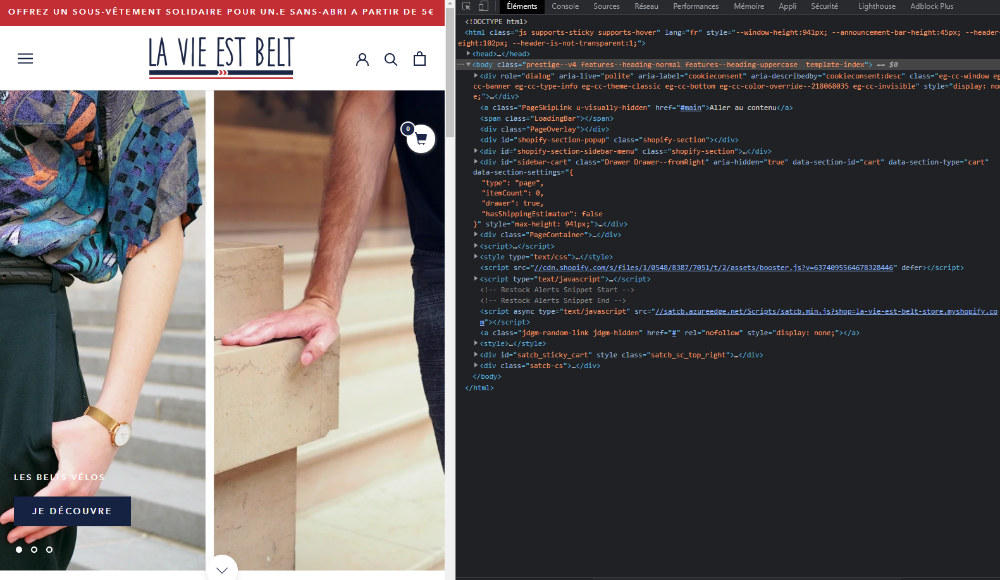 OFFREZ UN SOUS-VÊTEMENT SOLIDAIRE POUR UN.E SANS-ABRI A PARTIR DE 5€
LA VIE EST BELT
0
LES BELTS VÉLOS
JE DÉCOUVRE
Éléments Console Sources Réseau Performances Mémoire Appli Sécurité Lighthouse Adblock Plus
<!DOCTYPE html>
<html class="js supports-sticky supports-hover" lang="fr" style="--window-height:941px; --announcement-bar-height:45px; --header-
eight:102px; --header-is-not-transparent:1;">
<head>…</head>
<body class="prestige--v4 features--heading-normal features--heading-uppercase  template-index"> == $0
<div role="dialog" aria-live="polite" aria-label="cookieconsent" aria-describedby="cookieconsent:desc" class="eg-cc-window eg
cc-banner eg-cc-type-info eg-cc-theme-classic eg-cc-bottom eg-cc-color-override--218068035 eg-cc-invisible" style="display: no
e;">…</div>
<a class="PageSkipLink u-visually-hidden" href="#main">Aller au contenu</a>
<span class="LoadingBar"></span>
<div class="PageOverlay"></div>
<div id="shopify-section-popup" class="shopify-section"></div>
<div id="shopify-section-sidebar-menu" class="shopify-section">…</div>
<div id="sidebar-cart" class="Drawer Drawer--fromRight" aria-hidden="true" data-section-id="cart" data-section-type="cart"
data-section-settings="{
"type": "page",
"itemCount": 0,
"drawer": true,
"hasShippingEstimator": false
}" style="max-height: 941px;">…</div>
<div class="PageContainer">…</div>
<script>…</script>
<style type="text/css">…</style>
<script src="//cdn.shopify.com/s/files/1/0548/8387/7051/t/2/assets/booster.js?v=6374095564678328446" defer></script>
<script type="text/javascript">…</script>
<!-- Restock Alerts Snippet Start -->
<!-- Restock Alerts Snippet End -->
<script async type="text/javascript" src="//satcb.azureedge.net/Scripts/satcb.min.js?shop=la-vie-est-belt-store.myshopify.co
m"></script>
<a class="jdgm-random-link jdgm-hidden" href="#" rel="nofollow" style="display: none;"></a>
<style>…</style>
<div id="satcb_sticky_cart" style class="satcb_sc_top_right">…</div>
<div class="satcb-cs">…</div>
</body>
</html>